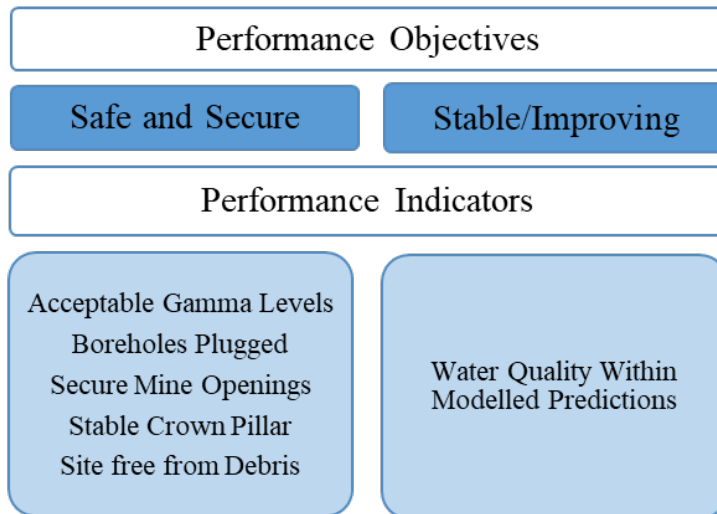 Performance Objectives
Safe and Secure
Stable/Improving
Performance Indicators
Acceptable Gamma Levels
Boreholes Plugged
Secure Mine Openings
Stable Crown Pillar
Site free from Debris
Water Quality Within
Modelled Predictions